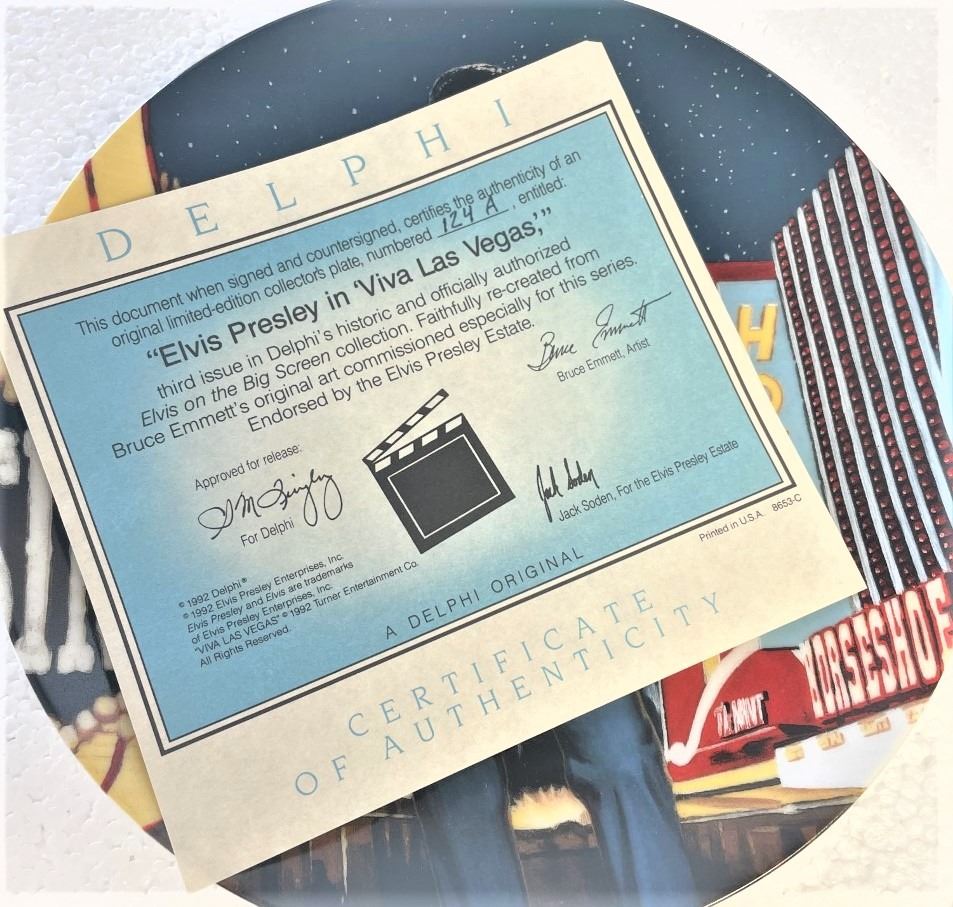 DELPHI
This document when signed and countersigned, certifies the authenticity of an
original limited-edition collector's plate, numbered 124 A, entitled:
“Elvis Presley in ‘Viva Las Vegas,’”
third issue in Delphi's historic and officially authorized
Elvis on the Big Screen collection. Faithfully re-created from
Bruce Emmett's original art commissioned especially for this series.
Endorsed by the Elvis Presley Estate.
Bruce Emmett
Bruce Emmett, Artist
Approved for release:
For Delphi
Jack Soden
Jack Soden, For the Elvis Presley Estate
© 1992 Delphi®
© 1992 Elvis Presley Enterprises, Inc.
Elvis Presley and Elvis are trademarks
of Elvis Presley Enterprises, Inc.
"VIVA LAS VEGAS" © 1992 Turner Entertainment Co.
All Rights Reserved.
A DELPHI ORIGINAL
Printed in U.S.A. 8653-C
CERTIFICATE
OF AUTHENTICITY
H
HORSESHOE